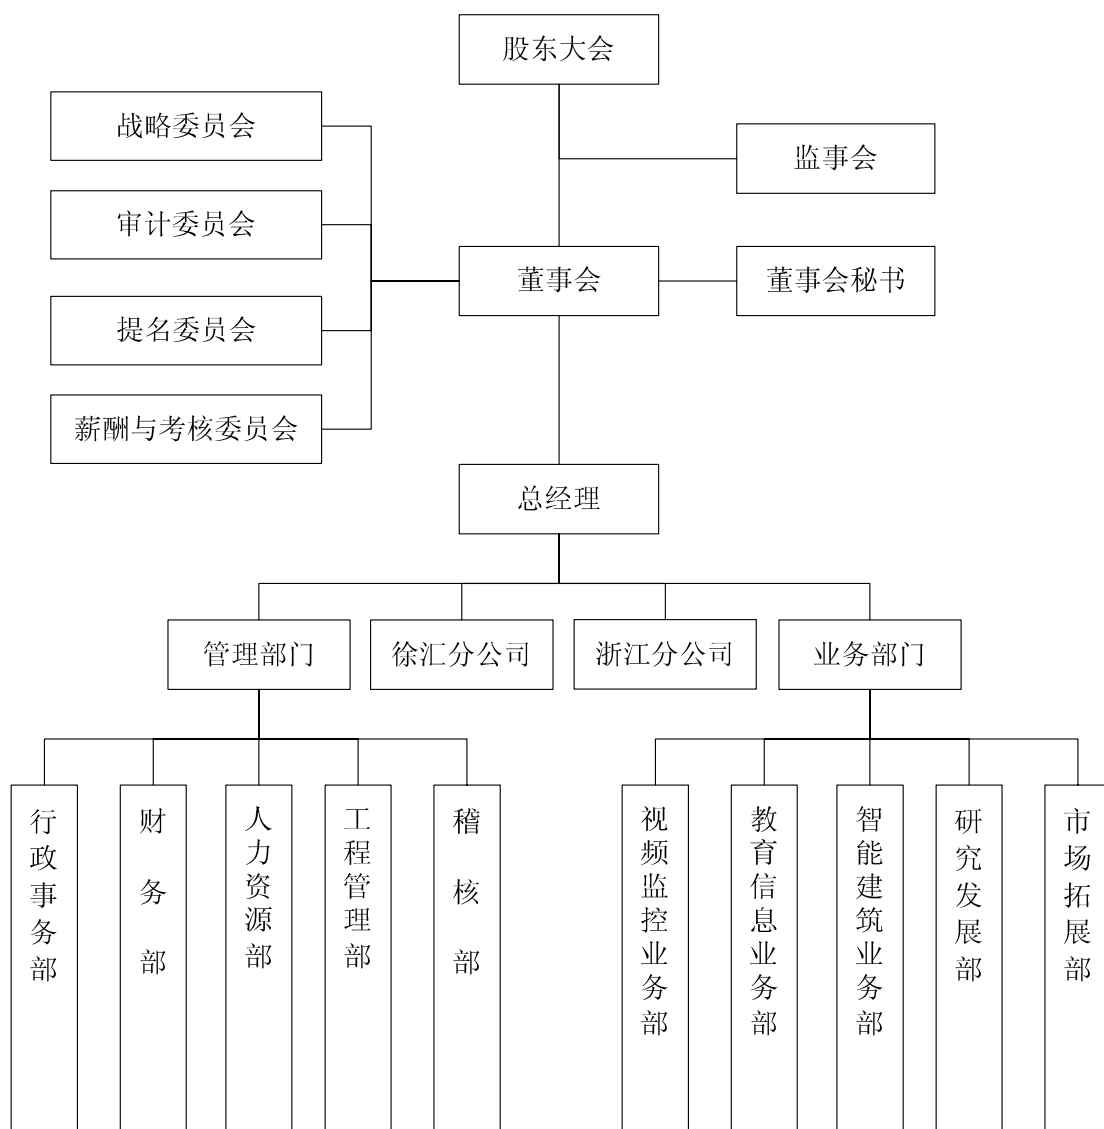 股东大会
战略委员会
监事会
审计委员会
董事会
董事会秘书
提名委员会
薪酬与考核委员会
总经理
管理部门
徐汇分公司
浙江分公司
业务部门
行政事务部
财务部
人力资源部
工程管理部
稽核部
视频监控业务部
教育信息业务部
智能建筑业务部
研究发展部
市场拓展部